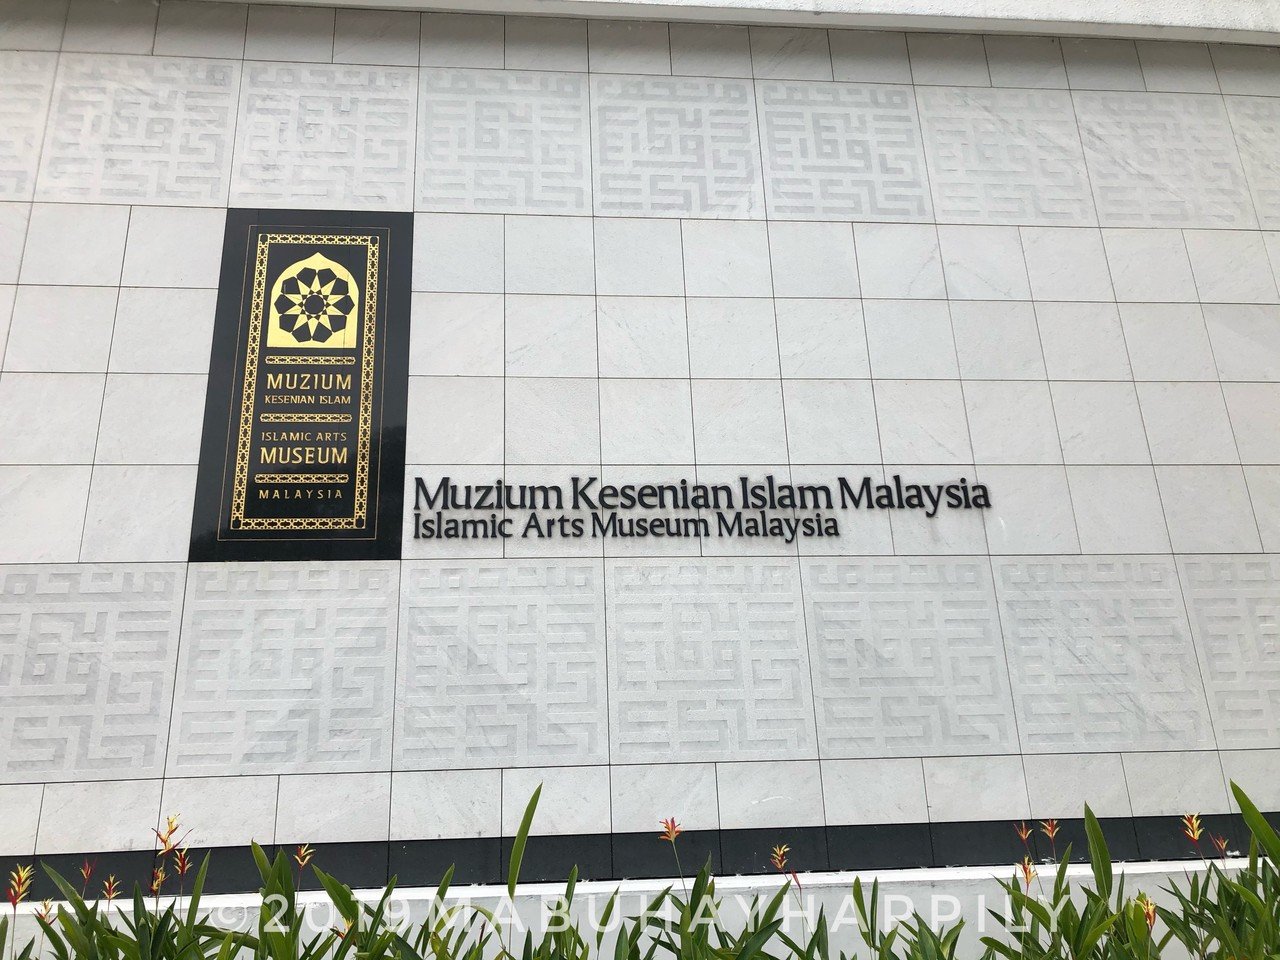 MUZIUM
KESENIAN ISLAM
ISLAMIC ARTS
MUSEUM
MALAYSIA
Muzium Kesenian Islam Malaysia
Islamic Arts Museum Malaysia
©2019MABUHAYHAPPILY